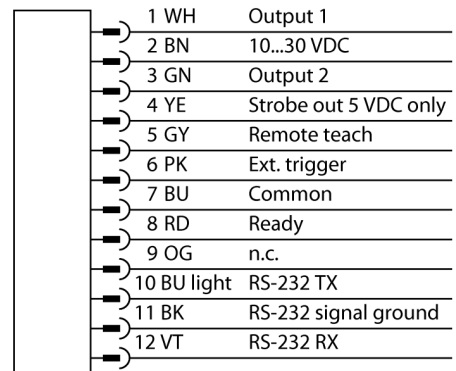 1 WH Output 1
2 BN 10...30 VDC
3 GN Output 2
4 YE Strobe out 5 VDC only
5 GY Remote teach
6 PK Ext. trigger
7 BU Common
8 RD Ready
9 OG n.c.
10 BU light RS-232 TX
11 BK RS-232 signal ground
12 VT RS-232 RX